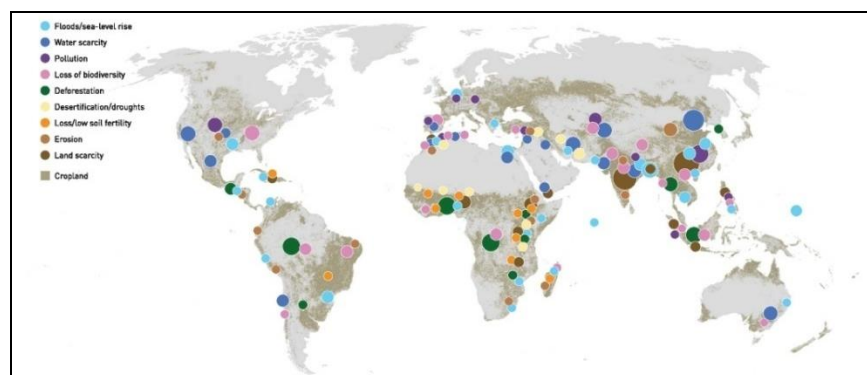 Floods/sea-level rise
Water scarcity
Pollution
Loss of biodiversity
Deforestation
Desertification/droughts
Loss/low soil fertility
Erosion
Land scarcity
Cropland